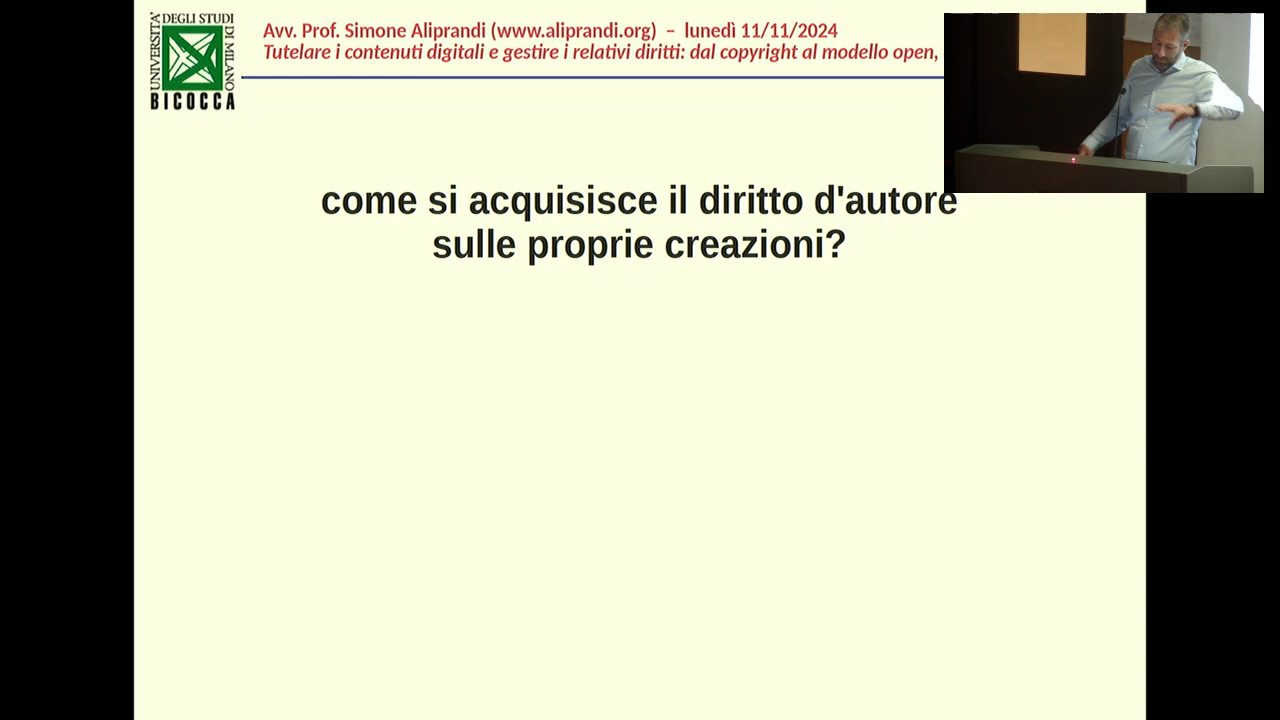 UNIVERSITA' DEGLI STUDI DI MILANO
BICOCCA
Avv. Prof. Simone Aliprandi (www.aliprandi.org) – lunedì 11/11/2024
Tutelare i contenuti digitali e gestire i relativi diritti: dal copyright al modello open,
come si acquisisce il diritto d'autore
sulle proprie creazioni?